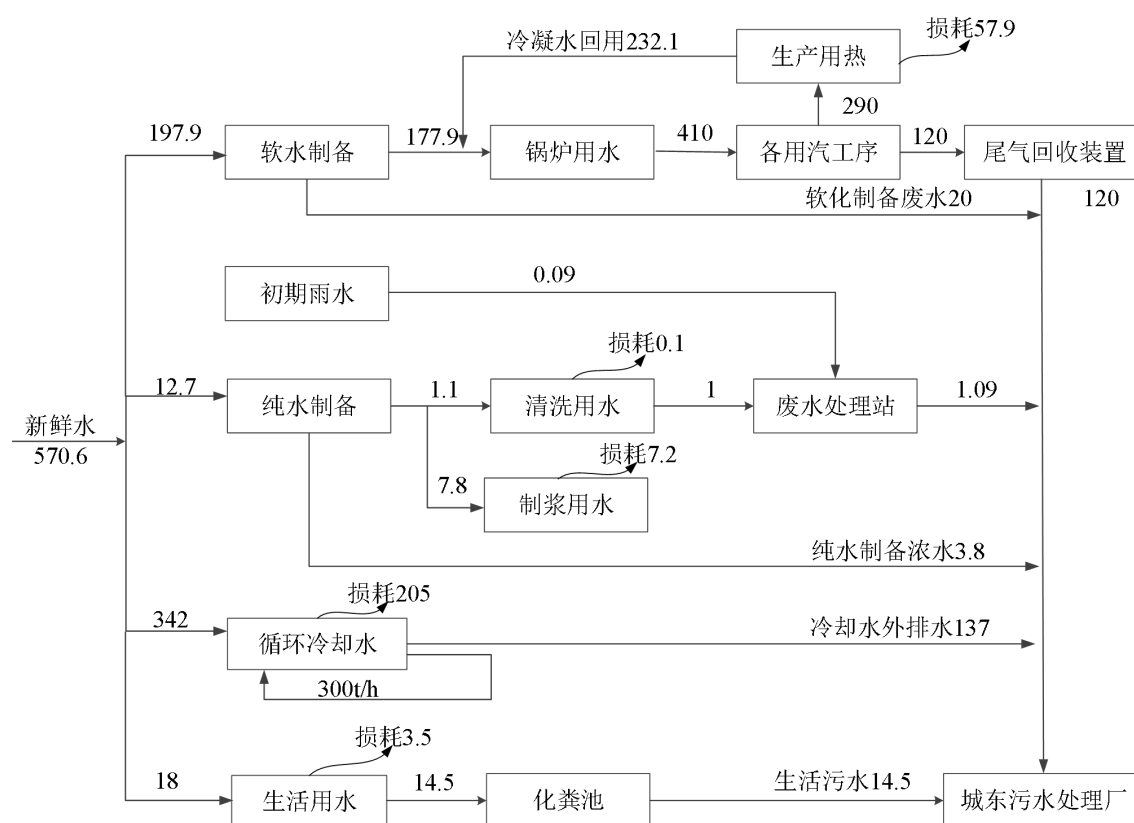 冷凝水回用232.1
生产用热
损耗57.9
290
197.9
软水制备
177.9
锅炉用水
410
各用汽工序
120
尾气回收装置
软化制备废水20
120
初期雨水
0.09
损耗0.1
12.7
纯水制备
1.1
清洗用水
1
废水处理站
1.09
新鲜水
570.6
损耗7.2
7.8
制浆用水
纯水制备浓水3.8
损耗205
342
循环冷却水
冷却水外排水137
300t/h
损耗3.5
18
生活用水
14.5
化粪池
生活污水14.5
城东污水处理厂